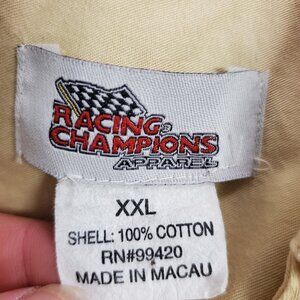 RACING
CHAMPIONS
APPAREL
XXL
SHELL: 100% COTTON
RN#99420
MADE IN MACAU